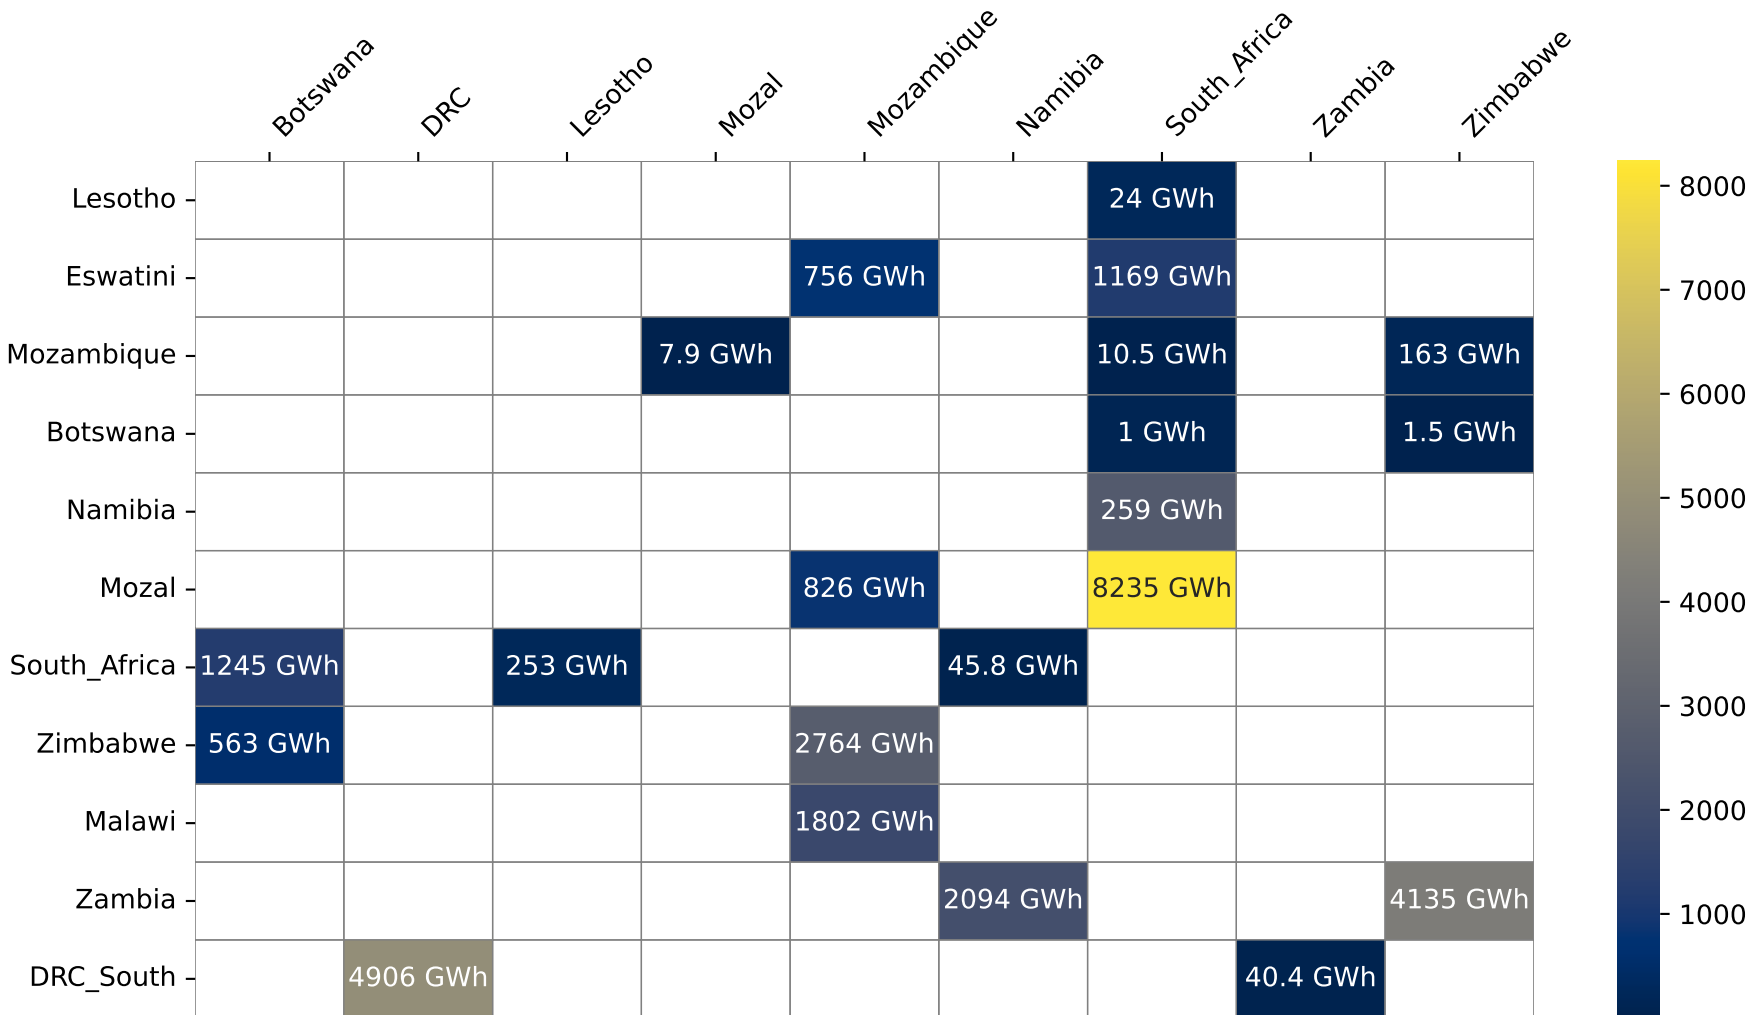 Botswana DRC Lesotho Mozal Mozambique Namibia South_Africa Zambia Zimbabwe
Lesotho 24 GWh
Eswatini 756 GWh 1169 GWh
Mozambique 7.9 GWh 10.5 GWh 163 GWh
Botswana 1 GWh 1.5 GWh
Namibia 259 GWh
Mozal 826 GWh 8235 GWh
South_Africa 1245 GWh 253 GWh 45.8 GWh
Zimbabwe 563 GWh 2764 GWh
Malawi 1802 GWh
Zambia 2094 GWh 4135 GWh
DRC_South 4906 GWh 40.4 GWh
8000
7000
6000
5000
4000
3000
2000
1000